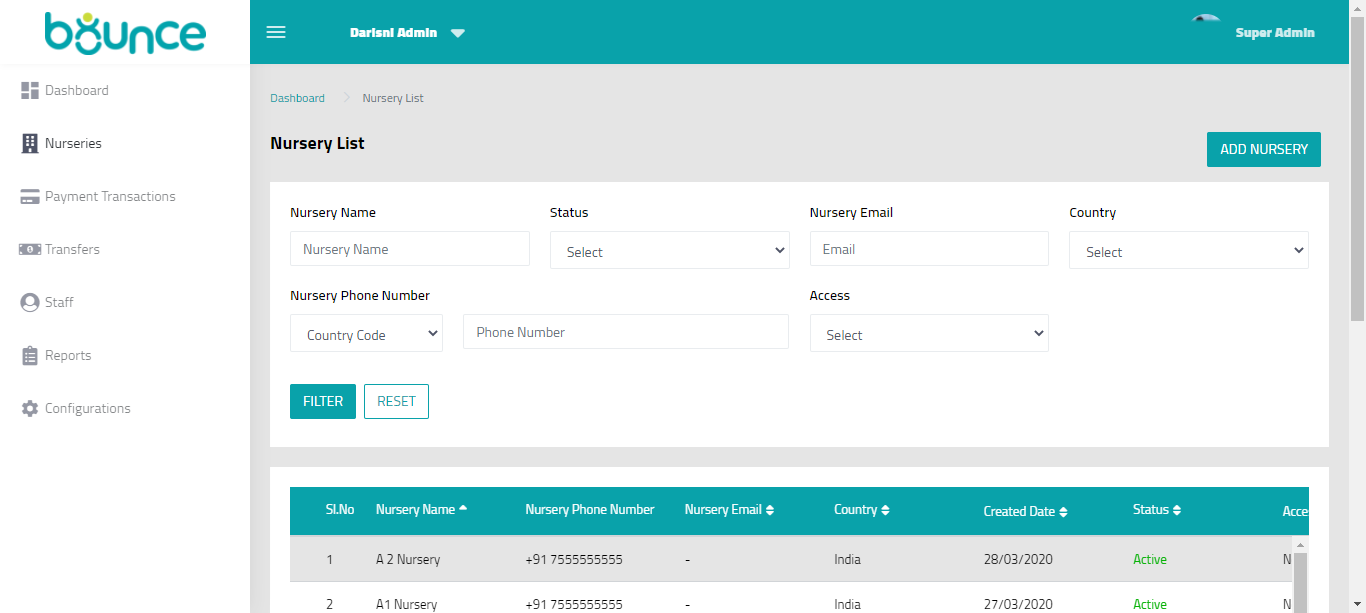 bounce
Darisni Admin
Super Admin
Dashboard
Nurseries
Payment Transactions
Transfers
Staff
Reports
Configurations
Dashboard > Nursery List
Nursery List
ADD NURSERY
Nursery Name Status Nursery Email Country
Nursery Name Select Email Select
Nursery Phone Number Access
Country Code Phone Number Select
FILTER RESET
Sl.No Nursery Name Nursery Phone Number Nursery Email Country Created Date Status Acce
1 A 2 Nursery +91 7555555555 - India 28/03/2020 Active N
2 A1 Nursery +91 7555555555 - India 27/03/2020 Active N